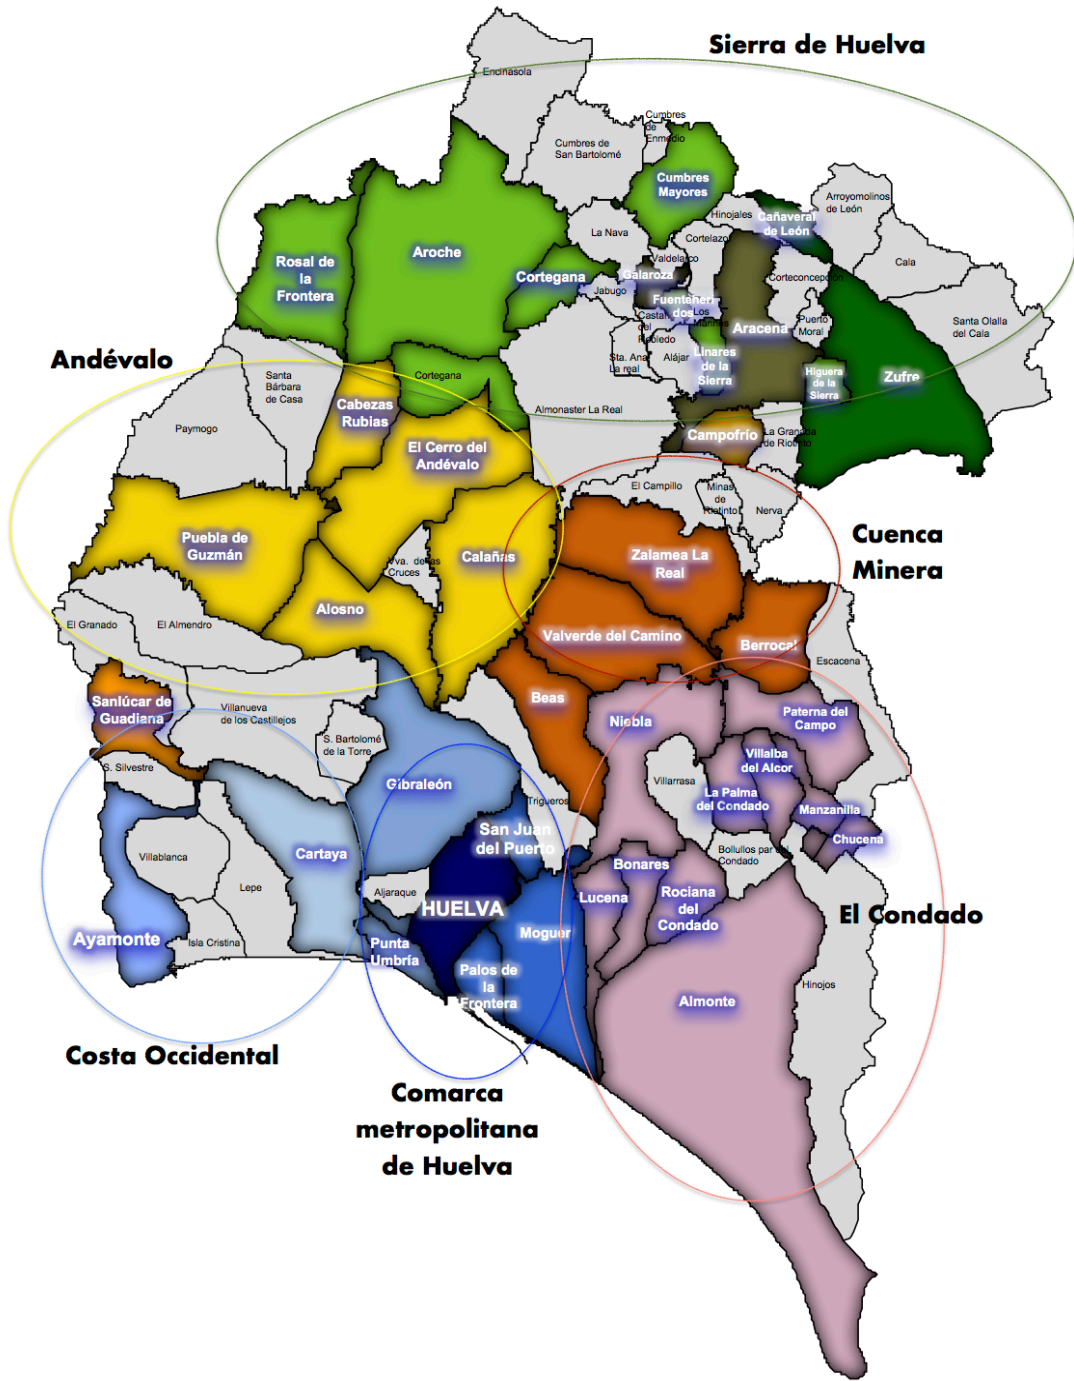 Sierra de Huelva
Encinasola
Cumbres
de
Enmedio
Cumbres de
San Bartolomé
Cumbres
Mayores
Arroyomolinos
de León
Hinojales
Cañaveral
de León
La Nava
Cortelazo
Aroche
Rosal de
la
Frontera
Cortegana
Valdelarco
Galaroza
Cala
Corteconcepción
Jabugo
Fuenteheri-
dos
Los
Marines
Castaño
del
Robledo
Aracena
Puerto
Moral
Santa Olalla
del Cala
Sta. Ana
La real
Alájar
Linares
de la
Sierra
Higuera
de la
Sierra
Zufre
Andévalo
Santa
Bárbara
de Casa
Cortegana
Cabezas
Rubias
Almonaster La Real
Paymogo
El Cerro del
Andévalo
Campofrío
La Granada
de Riotinto
El Campillo
Minas
de
Riotinto
Nerva
Cuenca
Minera
Puebla de
Guzmán
Vva. de las
Cruces
Calañas
Zalamea La
Real
Alosno
El Granado
El Almendro
Valverde del Camino
Berrocal
Escacena
Sanlúcar de
Guadiana
Villanueva
de los Castillejos
Beas
Niebla
Paterna del
Campo
S. Bartolomé
de la Torre
Villalba
del Alcor
S. Silvestre
Gibraleón
Villarrasa
La Palma
del Condado
Manzanilla
Trigueros
San Juan
del Puerto
Chucena
Villablanca
Cartaya
Bollullos par del
Condado
Lepe
Aljaraque
Bonares
Lucena
Rociana
del
Condado
HUELVA
El Condado
Ayamonte
Isla Cristina
Punta
Umbría
Moguer
Palos de
la
Frontera
Hinojos
Almonte
Costa Occidental
Comarca
metropolitana
de Huelva